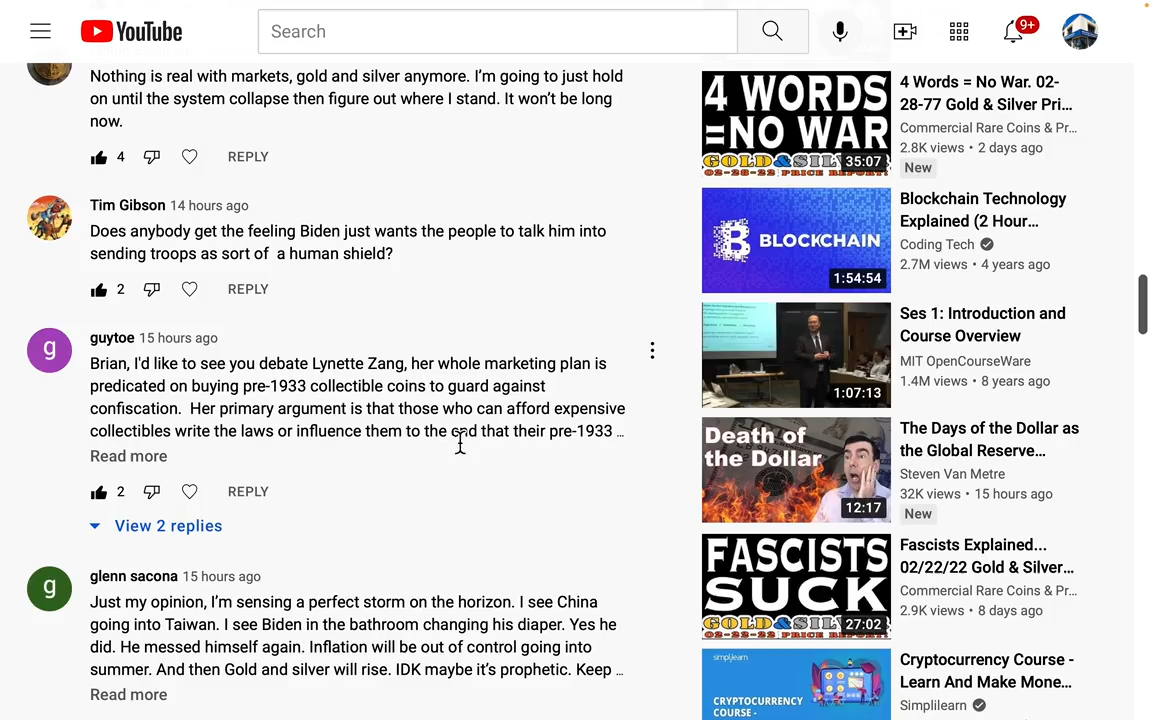 YouTube
Search
9+
Nothing is real with markets, gold and silver anymore. I'm going to just hold
on until the system collapse then figure out where I stand. It won't be long
now.
4
REPLY
Tim Gibson 14 hours ago
Does anybody get the feeling Biden just wants the people to talk him into
sending troops as sort of a human shield?
2
REPLY
g
guytoe 15 hours ago
Brian, I'd like to see you debate Lynette Zang, her whole marketing plan is
predicated on buying pre-1933 collectible coins to guard against
confiscation. Her primary argument is that those who can afford expensive
collectibles write the laws or influence them to the end that their pre-1933 ...
Read more
2
REPLY
View 2 replies
g
glenn sacona 15 hours ago
Just my opinion, I'm sensing a perfect storm on the horizon. I see China
going into Taiwan. I see Biden in the bathroom changing his diaper. Yes he
did. He messed himself again. Inflation will be out of control going into
summer. And then Gold and silver will rise. IDK maybe it's prophetic. Keep ...
Read more
4 WORDS
=NO WAR
GOLD&SIL
02-28-22 PRICE REPORT!
35:07
4 Words = No War. 02-
28-77 Gold & Silver Pri...
Commercial Rare Coins & Pr...
2.8K views • 2 days ago
New
BLOCKCHAIN
1:54:54
Blockchain Technology
Explained (2 Hour...
Coding Tech
2.7M views • 4 years ago
1:07:13
Ses 1: Introduction and
Course Overview
MIT OpenCourseWare
1.4M views • 8 years ago
Death of
the Dollar
12:17
The Days of the Dollar as
the Global Reserve...
Steven Van Metre
32K views • 15 hours ago
New
FASCISTS
SUCK
GOLD&SIL
02-22-22 PRICE REPORT!
27:02
Fascists Explained...
02/22/22 Gold & Silver...
Commercial Rare Coins & Pr...
2.9K views • 8 days ago
simplilearn
CRYPTOCURRENCY
COURSE -
Cryptocurrency Course -
Learn And Make Mone...
Simplilearn